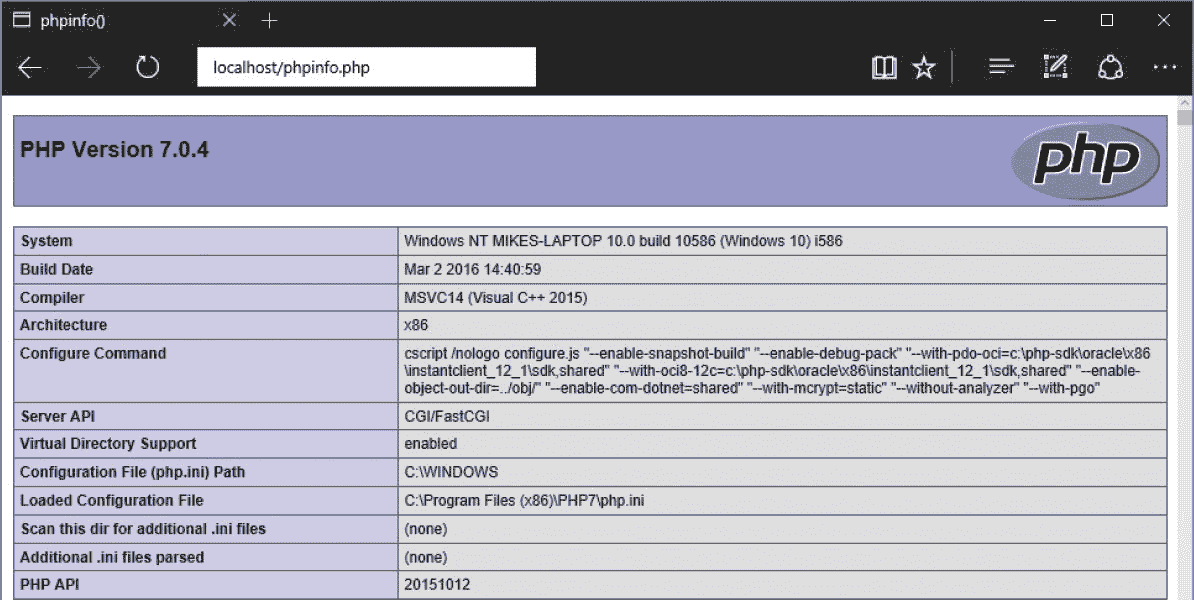 phpinfo()
localhost/phpinfo.php
PHP Version 7.0.4
php
System Windows NT MIKES-LAPTOP 10.0 build 10586 (Windows 10) i586
Build Date Mar 2 2016 14:40:59
Compiler MSVC14 (Visual C++ 2015)
Architecture x86
Configure Command cscript /nologo configure.js "--enable-snapshot-build" "--enable-debug-pack" "--with-pdo-oci=c:\php-sdk\oracle\x86
\instantclient_12_1\sdk,shared" "--with-oci8-12c=c:\php-sdk\oracle\x86\instantclient_12_1\sdk,shared" "--enable-
object-out-dir=../obj/" "--enable-com-dotnet=shared" "--with-mcrypt=static" "--without-analyzer" "--with-pgo"
Server API CGI/FastCGI
Virtual Directory Support enabled
Configuration File (php.ini) Path C:\WINDOWS
Loaded Configuration File C:\Program Files (x86)\PHP7\php.ini
Scan this dir for additional .ini files (none)
Additional .ini files parsed (none)
PHP API 20151012